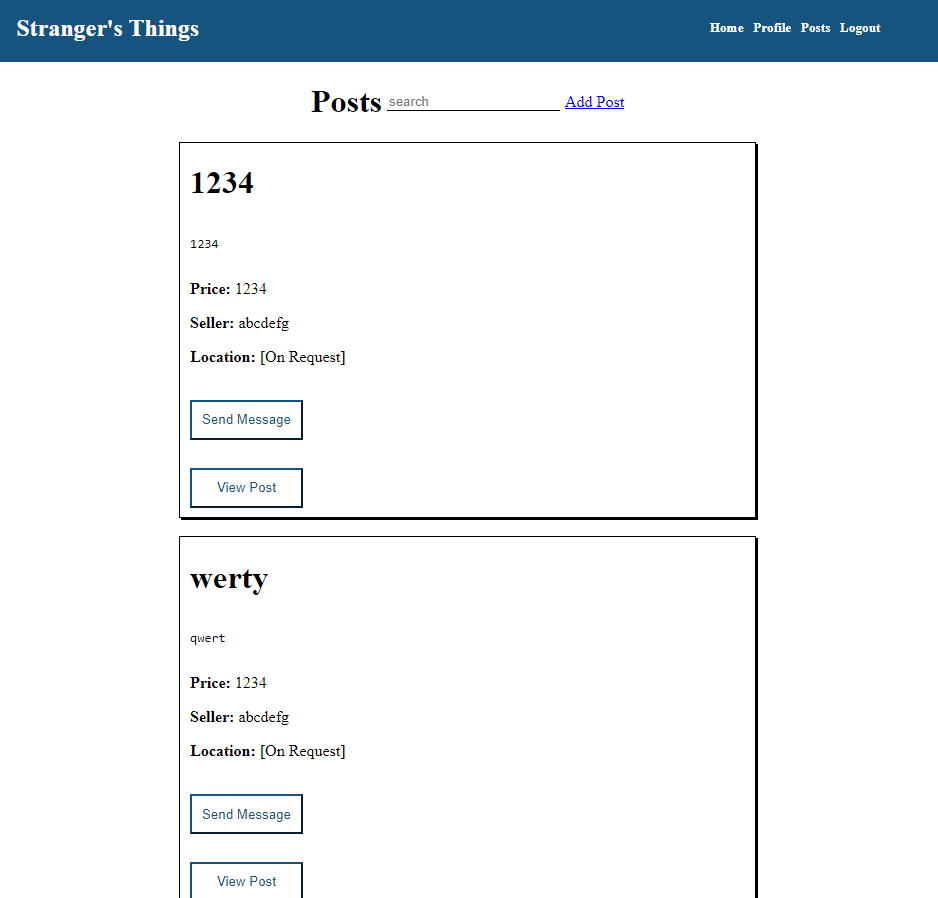 Stranger's Things
Home Profile Posts Logout
Posts search Add Post
1234
1234
Price: 1234
Seller: abcdefg
Location: [On Request]
Send Message
View Post
werty
qwert
Price: 1234
Seller: abcdefg
Location: [On Request]
Send Message
View Post